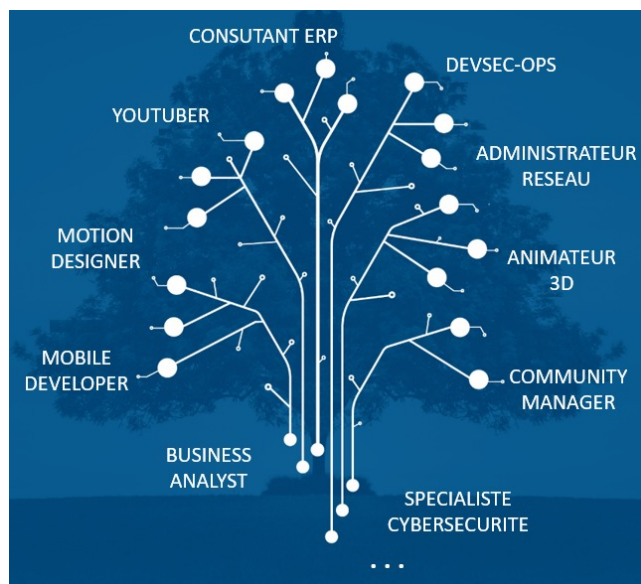 CONSUTANT ERP
DEVSEC-OPS
YOUTUBER
ADMINISTRATEUR
RESEAU
MOTION
DESIGNER
ANIMATEUR
3D
MOBILE
DEVELOPER
COMMUNITY
MANAGER
BUSINESS
ANALYST
SPECIALISTE
CYBERSECURITE
...